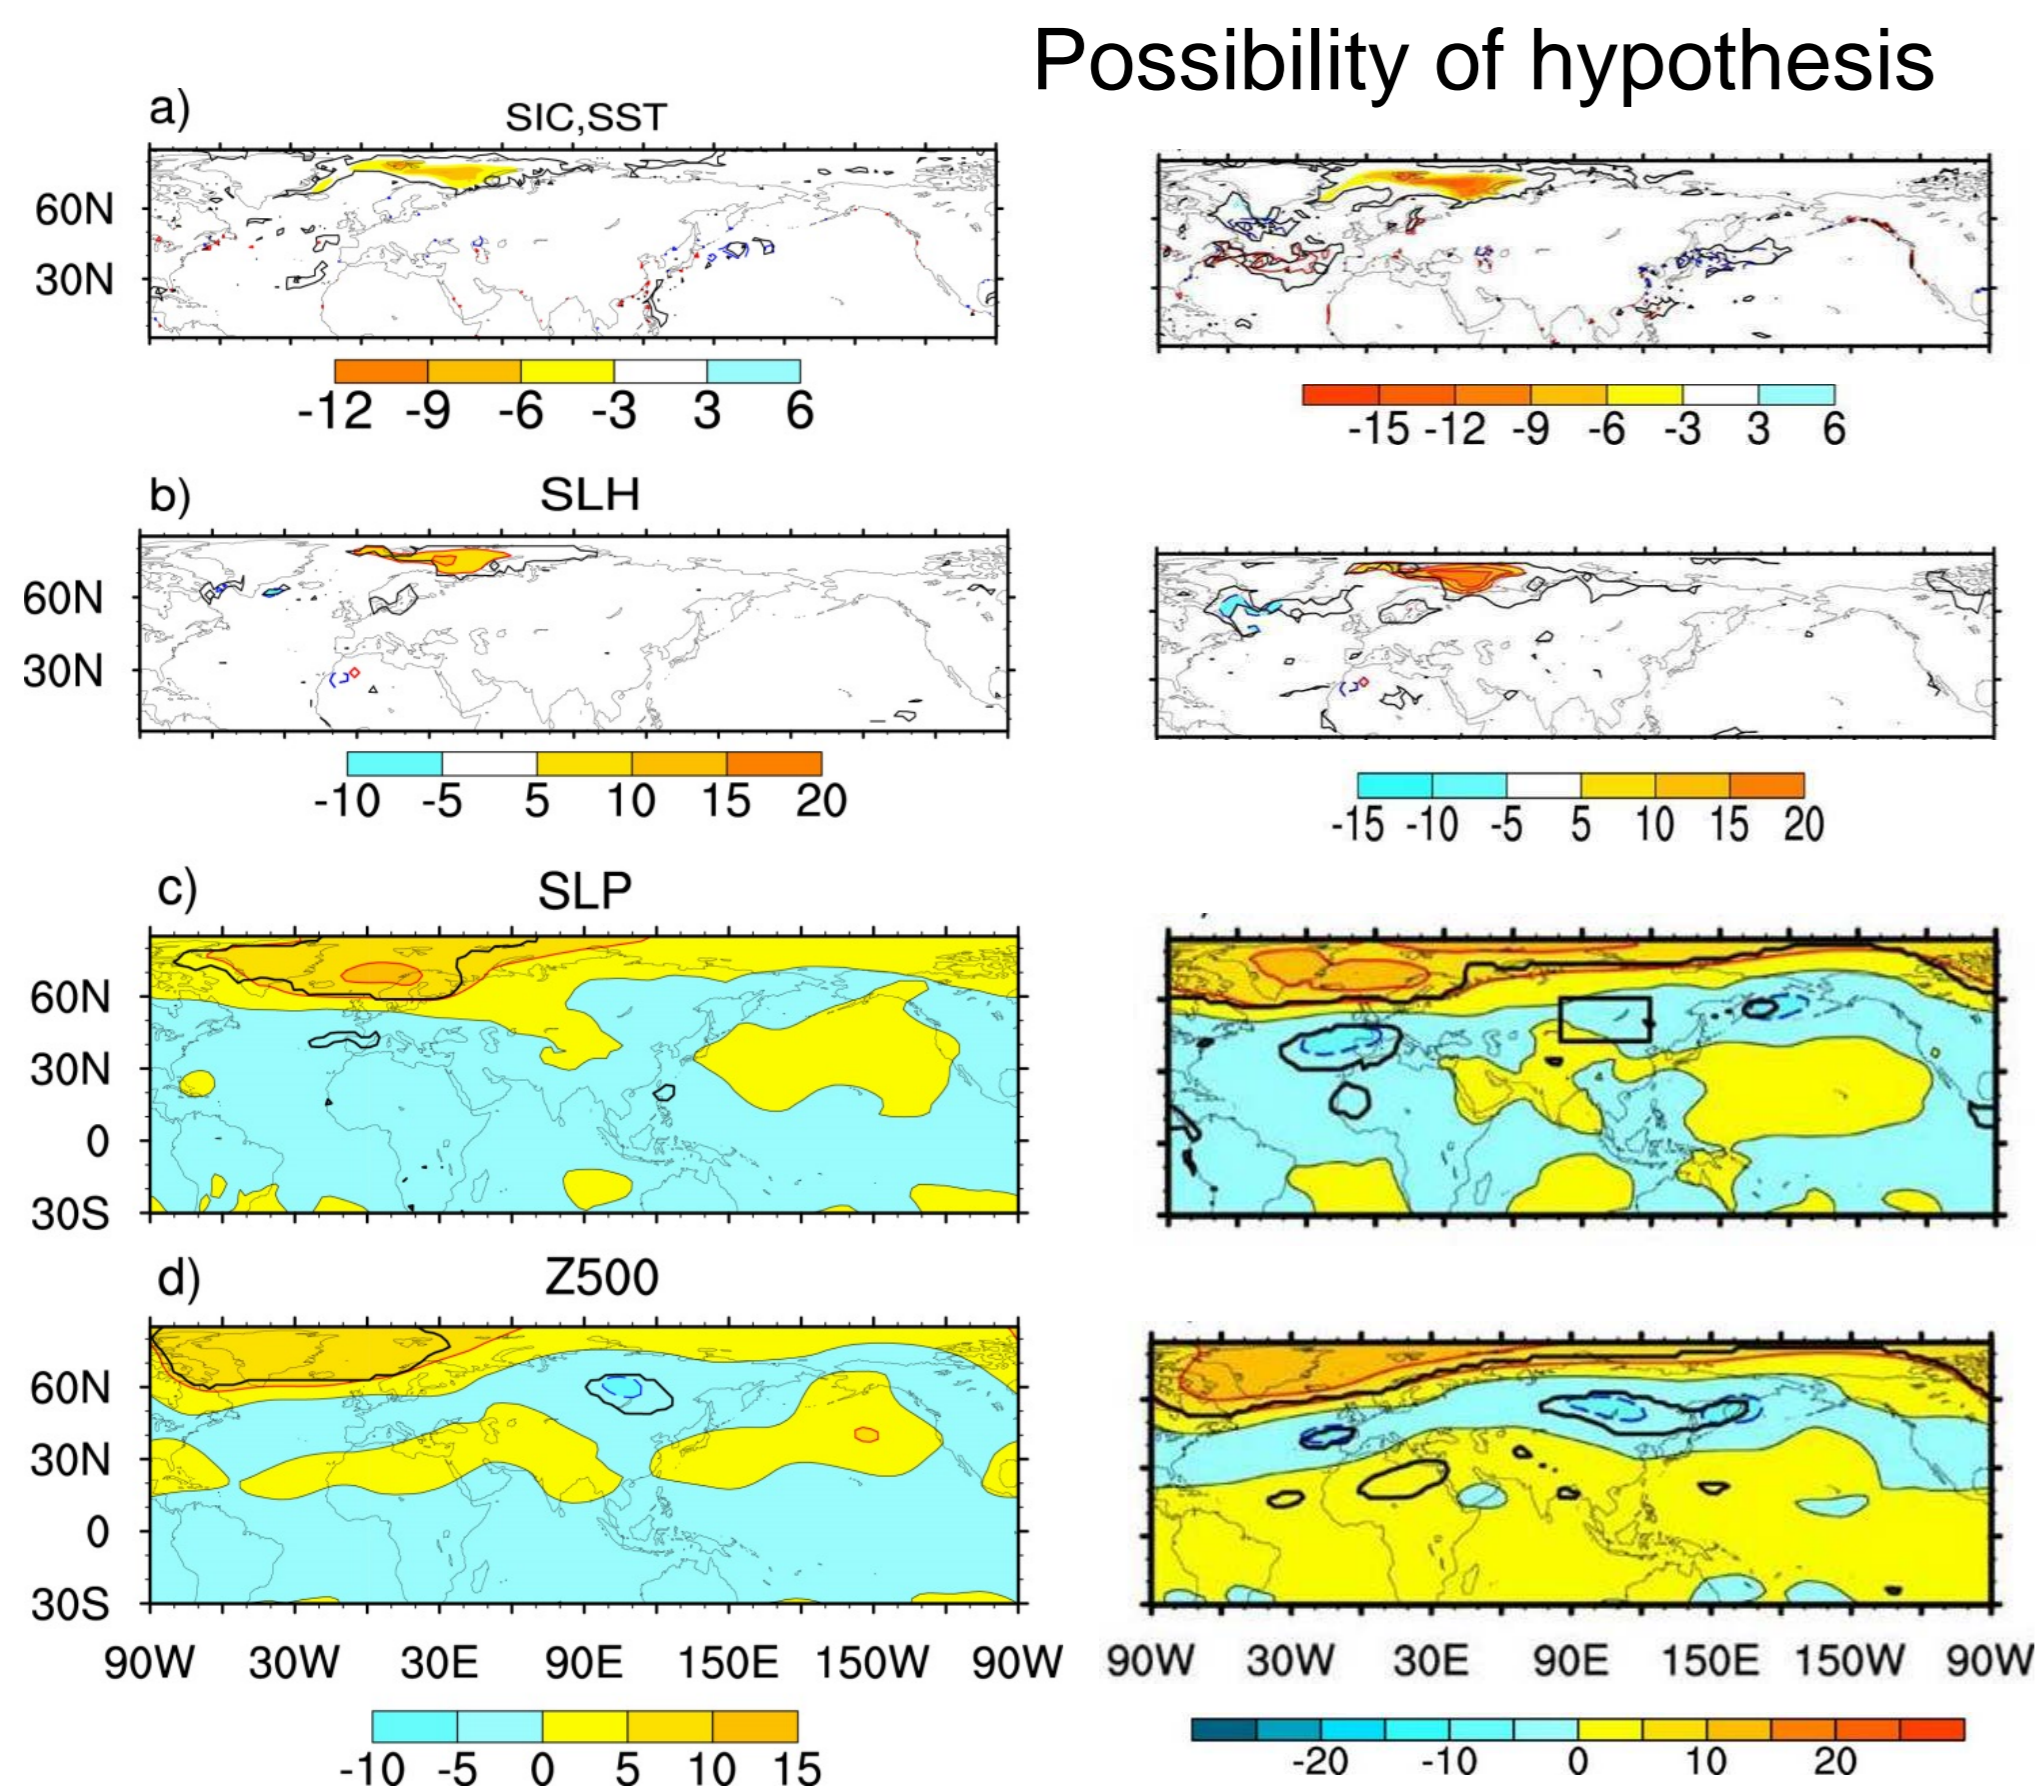 Possibility of hypothesis
a)
SIC,SST
60N
30N
-12 -9 -6 -3 3 6
-15 -12 -9 -6 -3 3 6
b)
SLH
60N
30N
-10 -5 5 10 15 20
-15 -10 -5 5 10 15 20
c)
SLP
60N
30N
0
30S
d)
Z500
60N
30N
0
30S
90W 30W 30E 90E 150E 150W 90W
90W 30W 30E 90E 150E 150W 90W
-10 -5 0 5 10 15
-20 -10 0 10 20